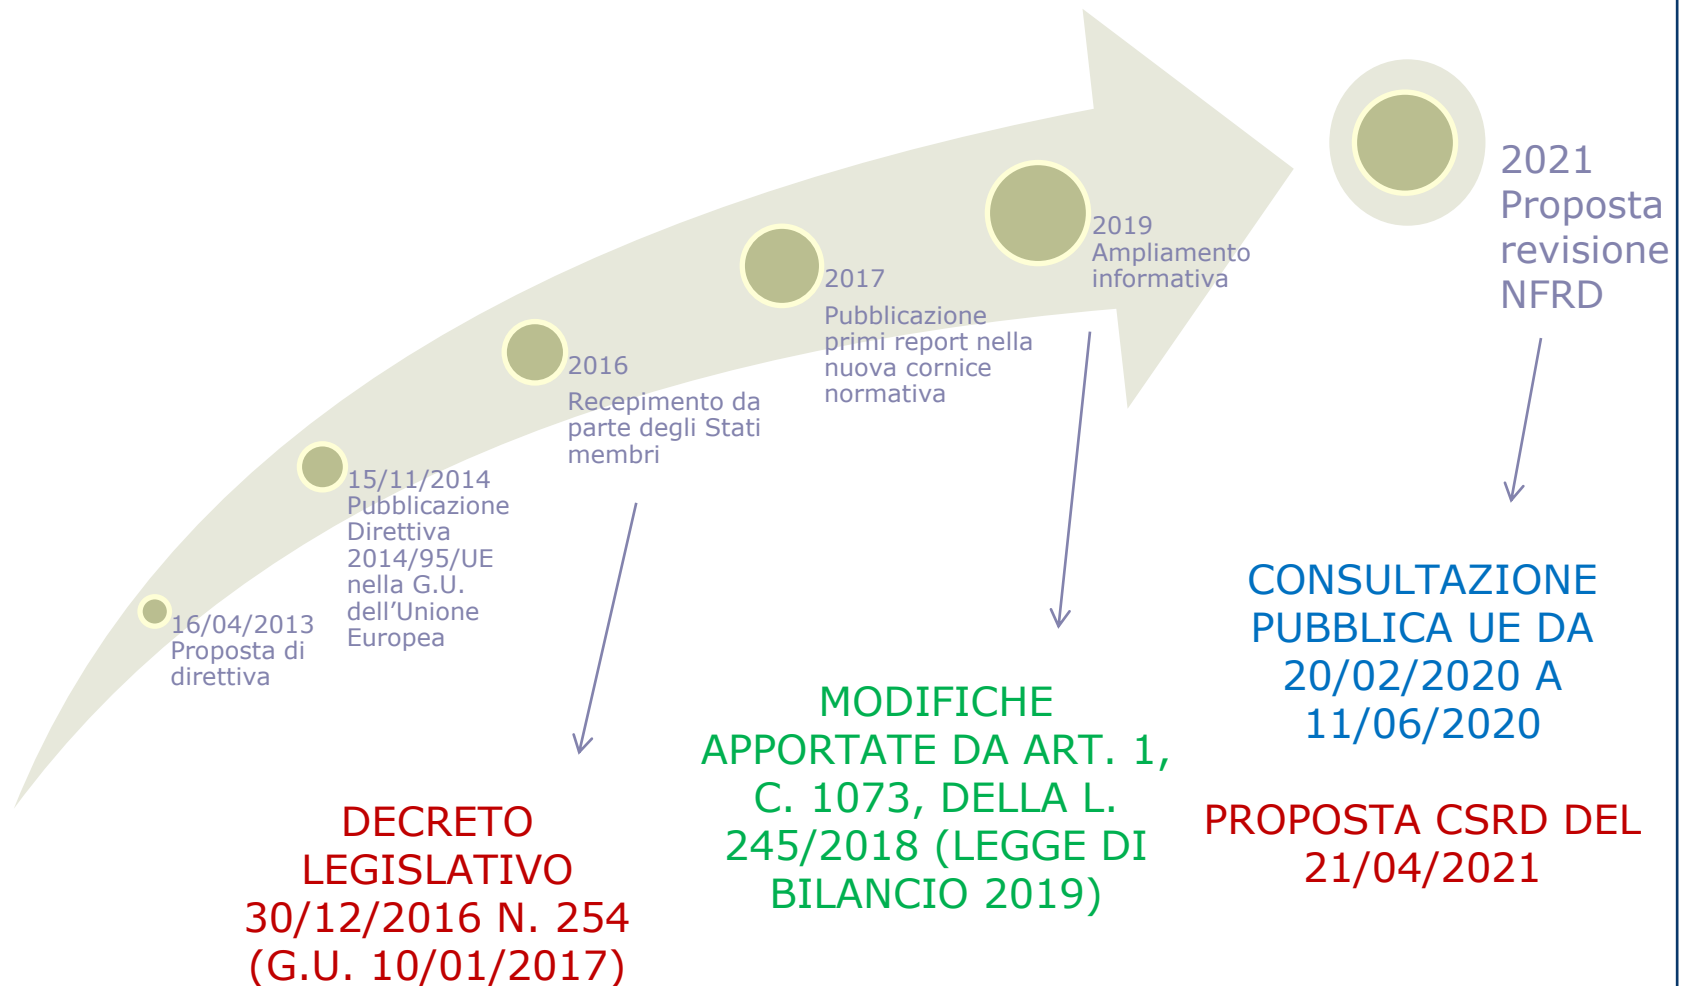 16/04/2013
Proposta di
direttiva
15/11/2014
Pubblicazione
Direttiva
2014/95/UE
nella G.U.
dell’Unione
Europea
2016
Recepimento da
parte degli Stati
membri
2017
Pubblicazione
primi report nella
nuova cornice
normativa
2019
Ampliamento
informativa
2021
Proposta
revisione
NFRD
DECRETO
LEGISLATIVO
30/12/2016 N. 254
(G.U. 10/01/2017)
MODIFICHE
APPORTATE DA ART. 1,
C. 1073, DELLA L.
245/2018 (LEGGE DI
BILANCIO 2019)
CONSULTAZIONE
PUBBLICA UE DA
20/02/2020 A
11/06/2020
PROPOSTA CSRD DEL
21/04/2021